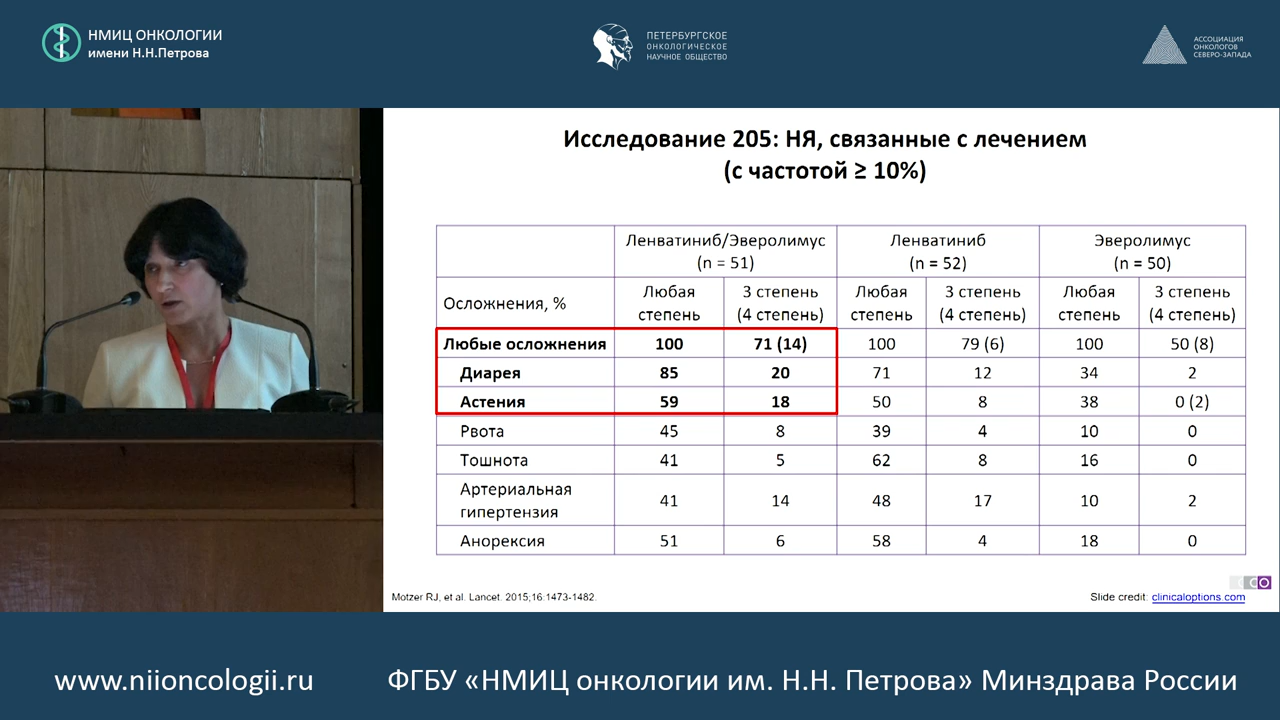 НМИЦ ОНКОЛОГИИ
имени Н.Н.Петрова
ПЕТЕРБУРГСКОЕ
ОНКОЛОГИЧЕСКОЕ
НАУЧНОЕ ОБЩЕСТВО
АССОЦИАЦИЯ
ОНКОЛОГОВ
СЕВЕРО-ЗАПАДА
Исследование 205: НЯ, связанные с лечением
(с частотой ≥ 10%)
Ленватиниб/Эверолимус (n = 51) Ленватиниб (n = 52) Эверолимус (n = 50)
Осложнения, % Любая степень 3 степень (4 степень) Любая степень 3 степень (4 степень) Любая степень 3 степень (4 степень)
Любые осложнения 100 71 (14) 100 79 (6) 100 50 (8)
Диарея 85 20 71 12 34 2
Астения 59 18 50 8 38 0 (2)
Рвота 45 8 39 4 10 0
Тошнота 41 5 62 8 16 0
Артериальная гипертензия 41 14 48 17 10 2
Анорексия 51 6 58 4 18 0
Motzer RJ, et al. Lancet. 2015;16:1473-1482.
Slide credit: clinicaloptions.com
www.niioncologii.ru ФГБУ «НМИЦ онкологии им. Н.Н. Петрова» Минздрава России